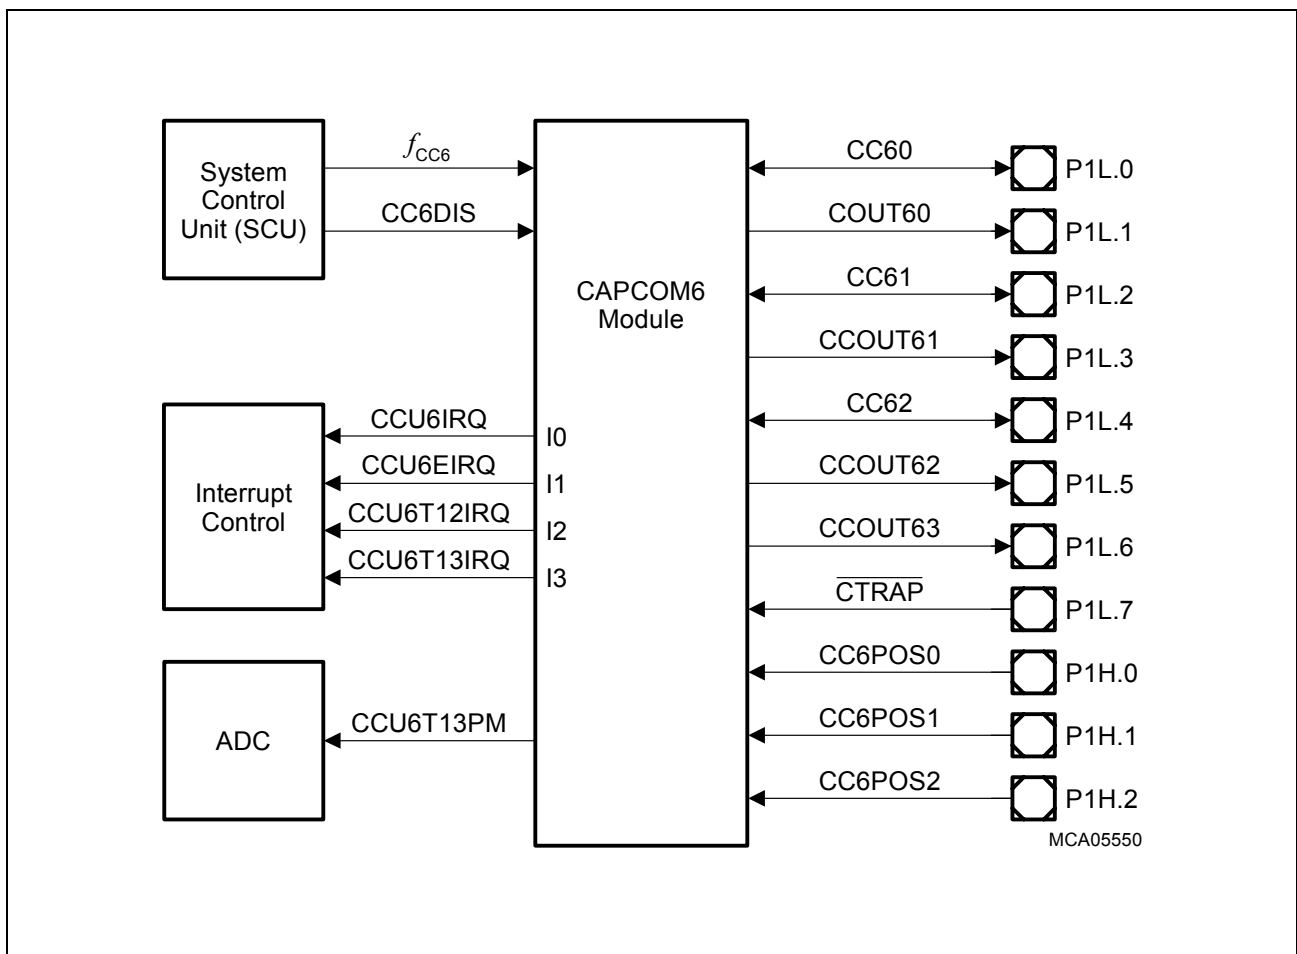 System
Control
Unit (SCU)
fCC6
CC6DIS
CAPCOM6
Module
Interrupt
Control
CCU6IRQ
I0
CCU6EIRQ
I1
CCU6T12IRQ
I2
CCU6T13IRQ
I3
ADC
CCU6T13PM
CC60
P1L.0
COUT60
P1L.1
CC61
P1L.2
CCOUT61
P1L.3
CC62
P1L.4
CCOUT62
P1L.5
CCOUT63
P1L.6
CTRAP
P1L.7
CC6POS0
P1H.0
CC6POS1
P1H.1
CC6POS2
P1H.2
MCA05550